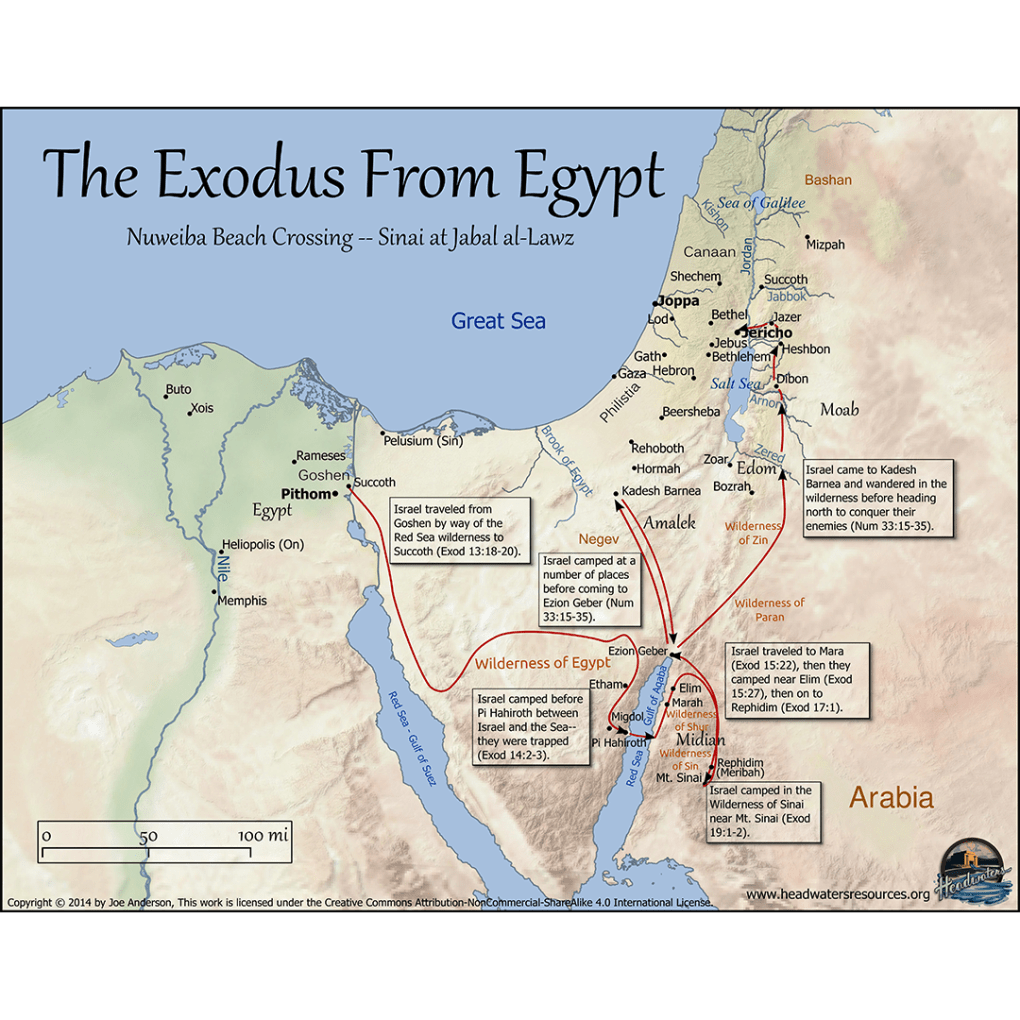 The Exodus From Egypt
Nuweiba Beach Crossing -- Sinai at Jabal al-Lawz
Bashan
Sea of Galilee
Kishon
Mizpah
Jordan
Canaan
Shechem
Succoth
Jabbok
Joppa
Lod
Bethel
Jazer
Jericho
Great Sea
Jebus
Heshbon
Gath
Bethlehem
Gaza
Hebron
Salt Sea
Dibon
Philistia
Arnon
Moab
Buto
Xois
Beersheba
Pelusium (Sin)
Brook of Egypt
Rehoboth
Zered
Rameses
Hormah
Zoar
Edom
Goshen
Succoth
Bozrah
Pithom
Kadesh Barnea
Egypt
Amalek
Israel came to Kadesh
Barnea and wandered in the
wilderness before heading
north to conquer their
enemies (Num 33:15-35).
Israel traveled from
Goshen by way of the
Red Sea wilderness to
Succoth (Exod 13:18-20).
Wilderness
of Zin
Negev
Heliopolis (On)
Nile
Memphis
Israel camped at a
number of places
before coming to
Ezion Geber (Num
33:15-35).
Wilderness of
Paran
Ezion Geber
Israel traveled to Mara
(Exod 15:22), then they
camped near Elim (Exod
15:27), then on to
Rephidim (Exod 17:1).
Wilderness of Egypt
Etham
Elim
Marah
Gulf of Aqaba
Israel camped before
Pi Hahiroth between
Israel and the Sea--
they were trapped
(Exod 14:2-3).
Migdol
Wilderness
of Shur
Pi Hahiroth
Midian
Red Sea - Gulf of Suez
Red Sea
Wilderness
of Sin
Rephidim
(Meribah)
Mt. Sinai
Israel camped in the
Wilderness of Sinai
near Mt. Sinai (Exod
19:1-2).
Arabia
0 50 100 mi
Headwaters
www.headwatersresources.org
Copyright © 2014 by Joe Anderson, This work is licensed under the Creative Commons Attribution-NonCommercial-ShareAlike 4.0 International License.